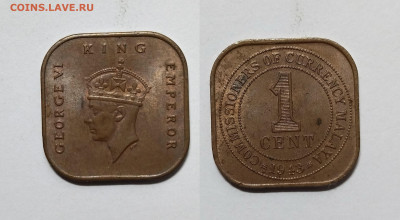 COINS.LAVE.RU
GEORGE VI KING EMPEROR
COMMISSIONERS OF CURRENCY MALAYA
1
CENT